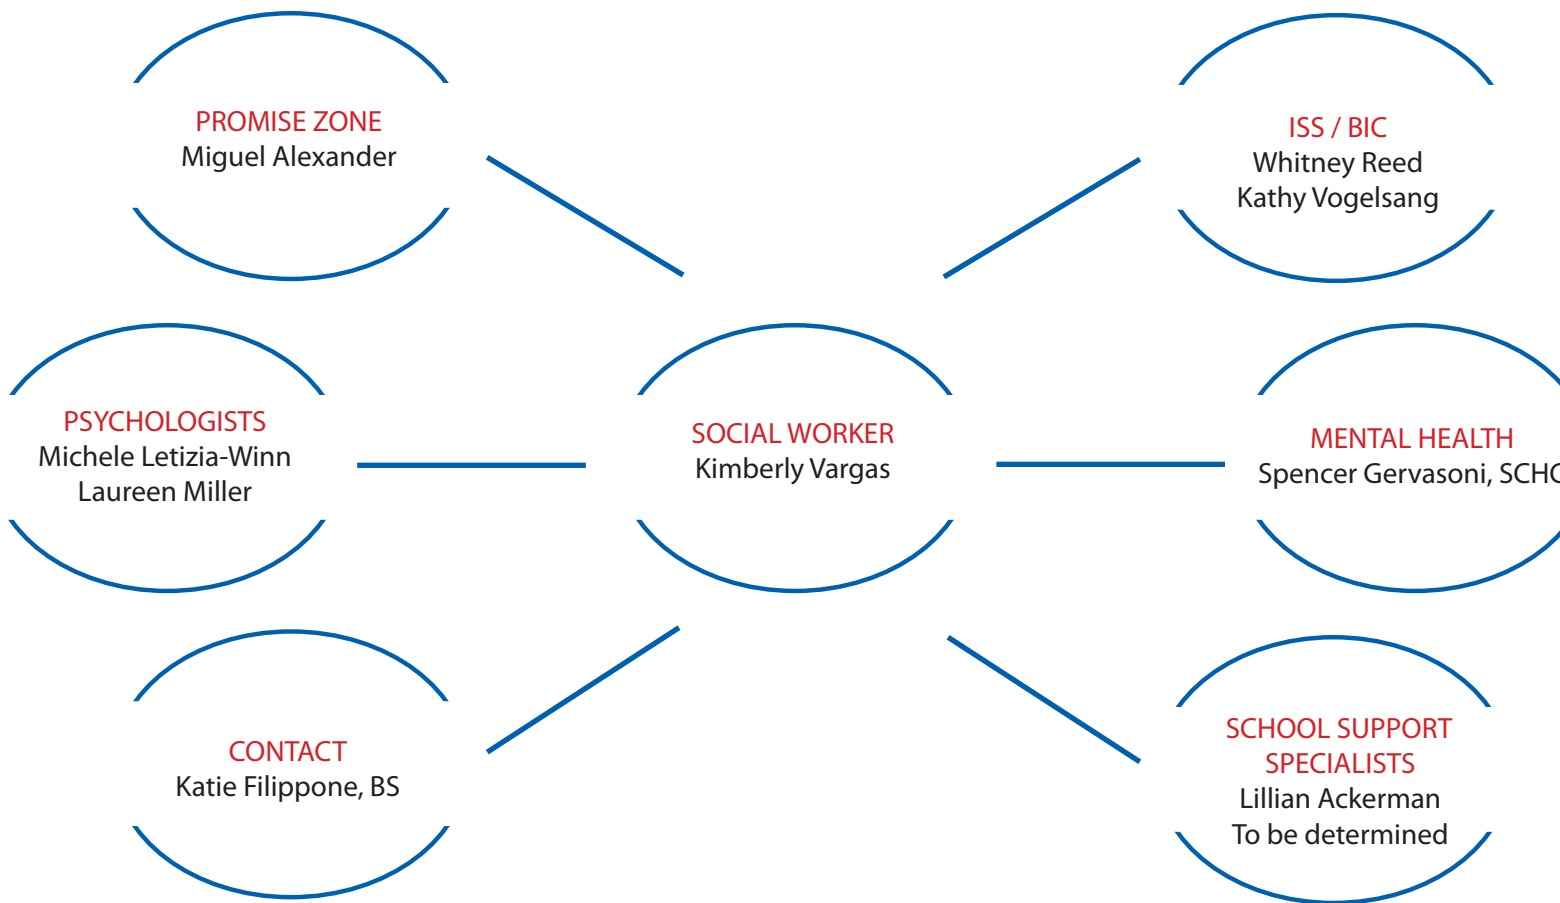 PROMISE ZONE
Miguel Alexander
ISS / BIC
Whitney Reed
Kathy Vogelsang
PSYCHOLOGISTS
Michele Letizia-Winn
Laureen Miller
SOCIAL WORKER
Kimberly Vargas
MENTAL HEALTH
Spencer Gervasoni,
CONTACT
Katie Filippone, BS
SCHOOL SUPPORT
SPECIALISTS
Lillian Ackerman
To be determined